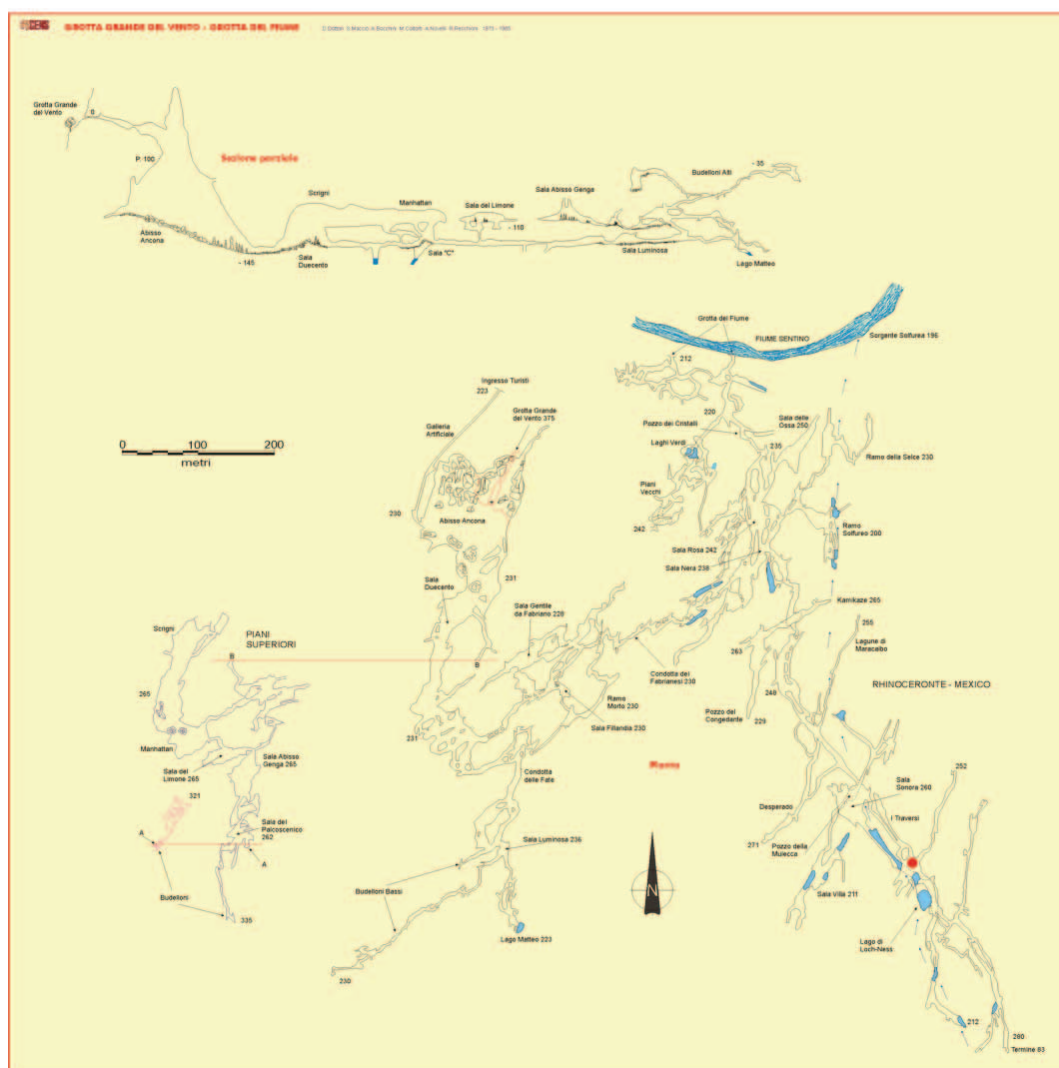 GROTTA GRANDE DEL VENTO - GROTTA DEL FIUME
Grotta Grande
del Vento
0
P. 100
Sezione parziale
Abisso
Ancona
- 145
Sala
Duecento
Scrigni
Manhattan
Sala "C"
Sala del Limone
- 110
Sala Abisso Genga
Budelloni Alti
- 35
Sala Luminosa
Lago Matteo
Grotta del Fiume
FIUME SENTINO
Sorgente Solfurea 196
212
Ingresso Turisti
223
Galleria
Artificiale
Grotta Grande
del Vento 375
220
Pozzo dei Cristalli
Sala delle
Ossa 250
235
Laghi Verdi
Ramo della Selce 230
0
100
200
metri
Piani
Vecchi
242
230
Abisso Ancona
Ramo
Solfureo 200
Sala Rosa 242
Sala Nera 238
231
Sala
Duecento
Sala Gentile
da Fabriano 220
Kamikaze 265
255
Lagune di
Maracaibo
Scrigni
PIANI
SUPERIORI
B
B
263
Condotta dei
Fabrianesi 230
RHINOCERONTE - MEXICO
265
Ramo
Morto 230
248
Pozzo del
Congedante
229
Sala Fillandia 230
231
Manhattan
Sala del
Limone 265
Sala Abisso
Genga 265
Condotta
delle Fate
321
Sala
Sonora 260
252
Desperados
I Traversi
A
Sala del
Palcoscenico
262
A
271
Pozzo della
Mulecca
Sala Luminosa 236
Budelloni
335
Budelloni Bassi
Sala Villa 211
N
Lago di
Loch-Ness
Lago Matteo 223
230
212
280
Termine 83